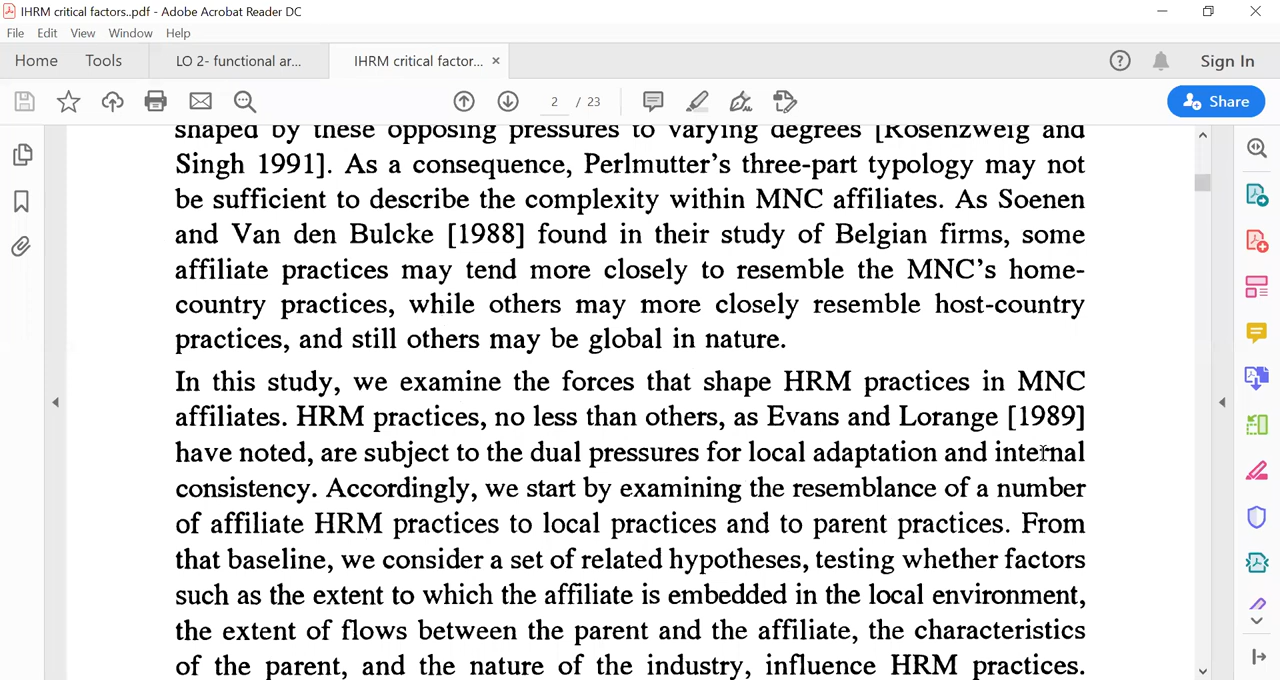 IHRM critical factors..pdf - Adobe Acrobat Reader DC
File Edit View Window Help
Home Tools LO 2- functional ar... IHRM critical factor... × Sign In
2 / 23 Share
shaped by these opposing pressures to varying degrees [Rosenzweig and
Singh 1991]. As a consequence, Perlmutter's three-part typology may not
be sufficient to describe the complexity within MNC affiliates. As Soenen
and Van den Bulcke [1988] found in their study of Belgian firms, some
affiliate practices may tend more closely to resemble the MNC's home-
country practices, while others may more closely resemble host-country
practices, and still others may be global in nature.
In this study, we examine the forces that shape HRM practices in MNC
affiliates. HRM practices, no less than others, as Evans and Lorange [1989]
have noted, are subject to the dual pressures for local adaptation and internal
consistency. Accordingly, we start by examining the resemblance of a number
of affiliate HRM practices to local practices and to parent practices. From
that baseline, we consider a set of related hypotheses, testing whether factors
such as the extent to which the affiliate is embedded in the local environment,
the extent of flows between the parent and the affiliate, the characteristics
of the parent, and the nature of the industry, influence HRM practices.